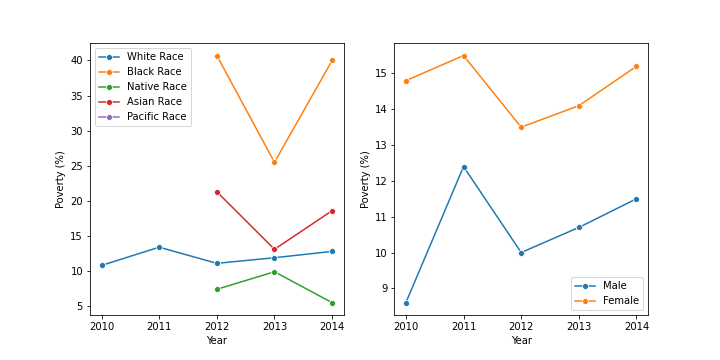 White Race
Black Race
Native Race
Asian Race
Pacific Race
40
35
30
25
20
15
10
5
Poverty (%)
2010 2011 2012 2013 2014
Year
15
14
13
12
11
10
9
Poverty (%)
Male
Female
2010 2011 2012 2013 2014
Year